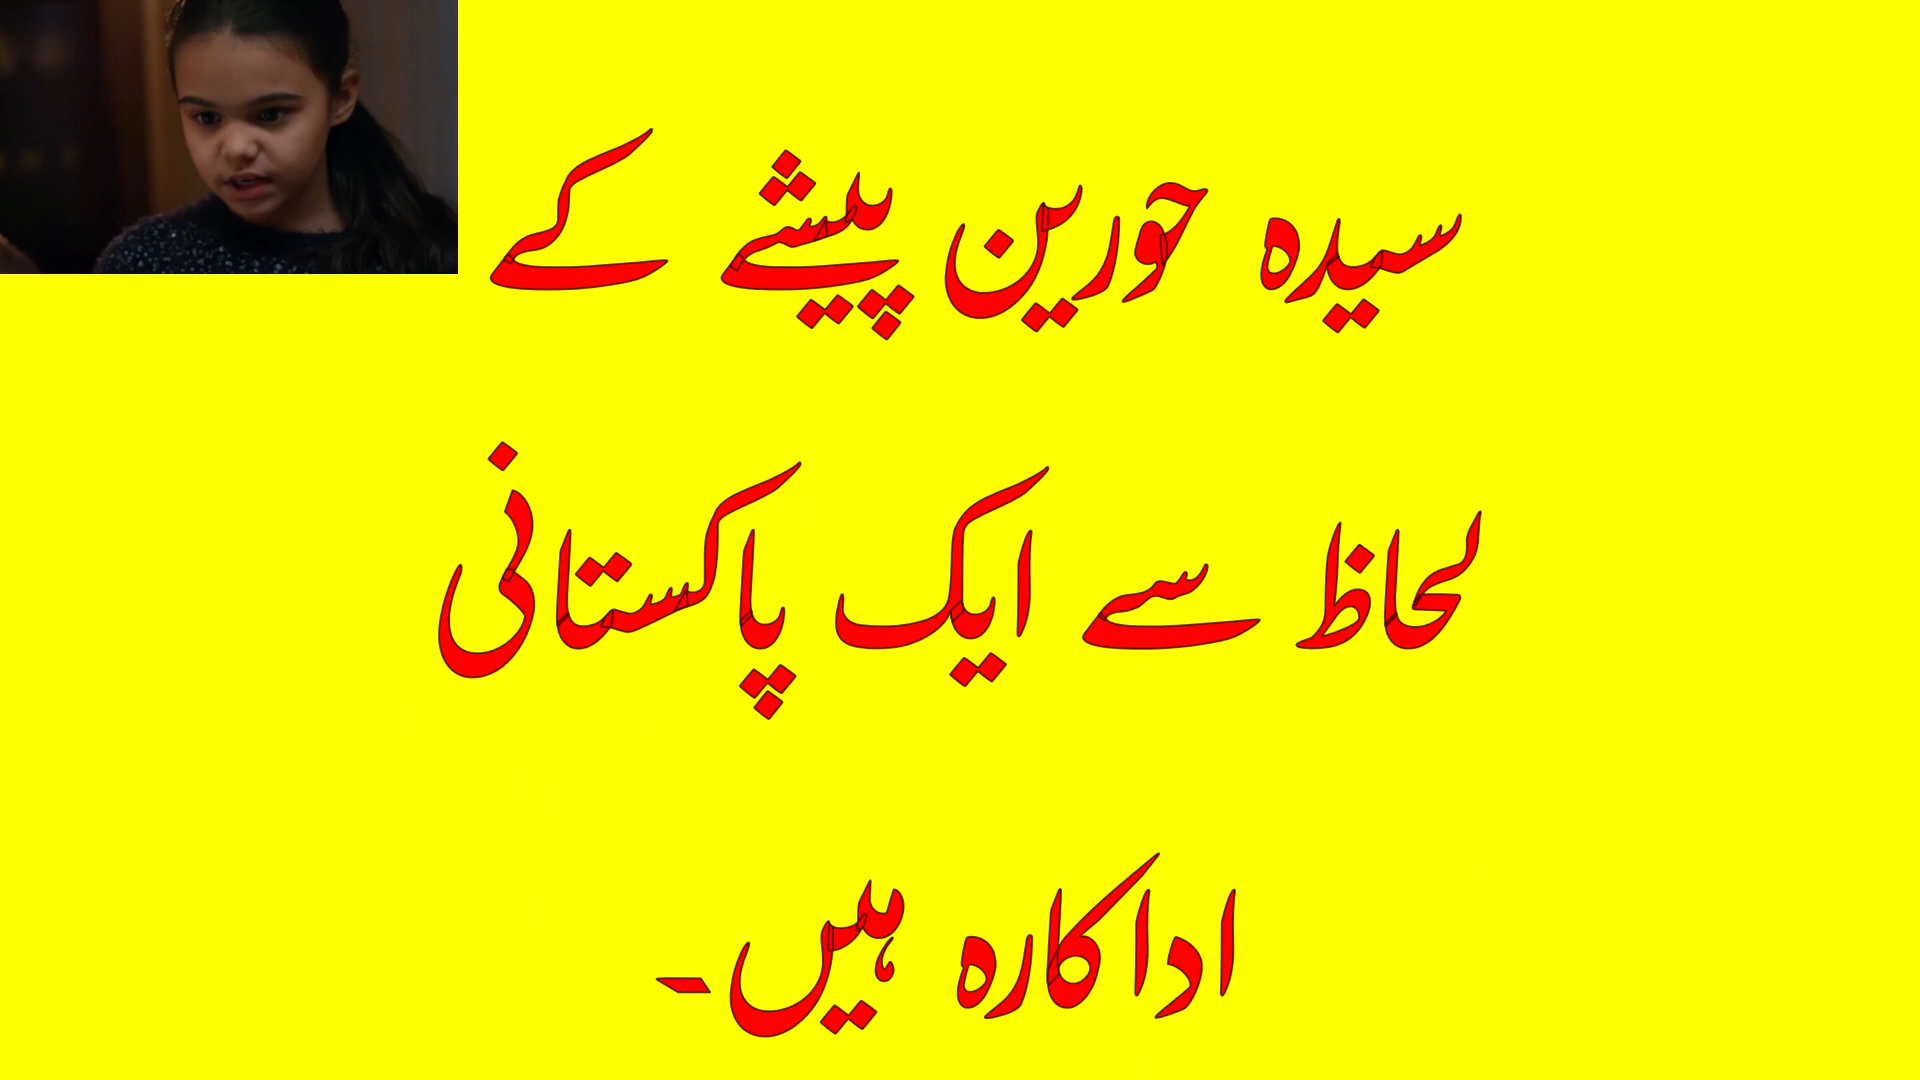 سیدہ حورین پیشے کے
لحاظ سے ایک پاکستانی
اداکارہ ہیں۔